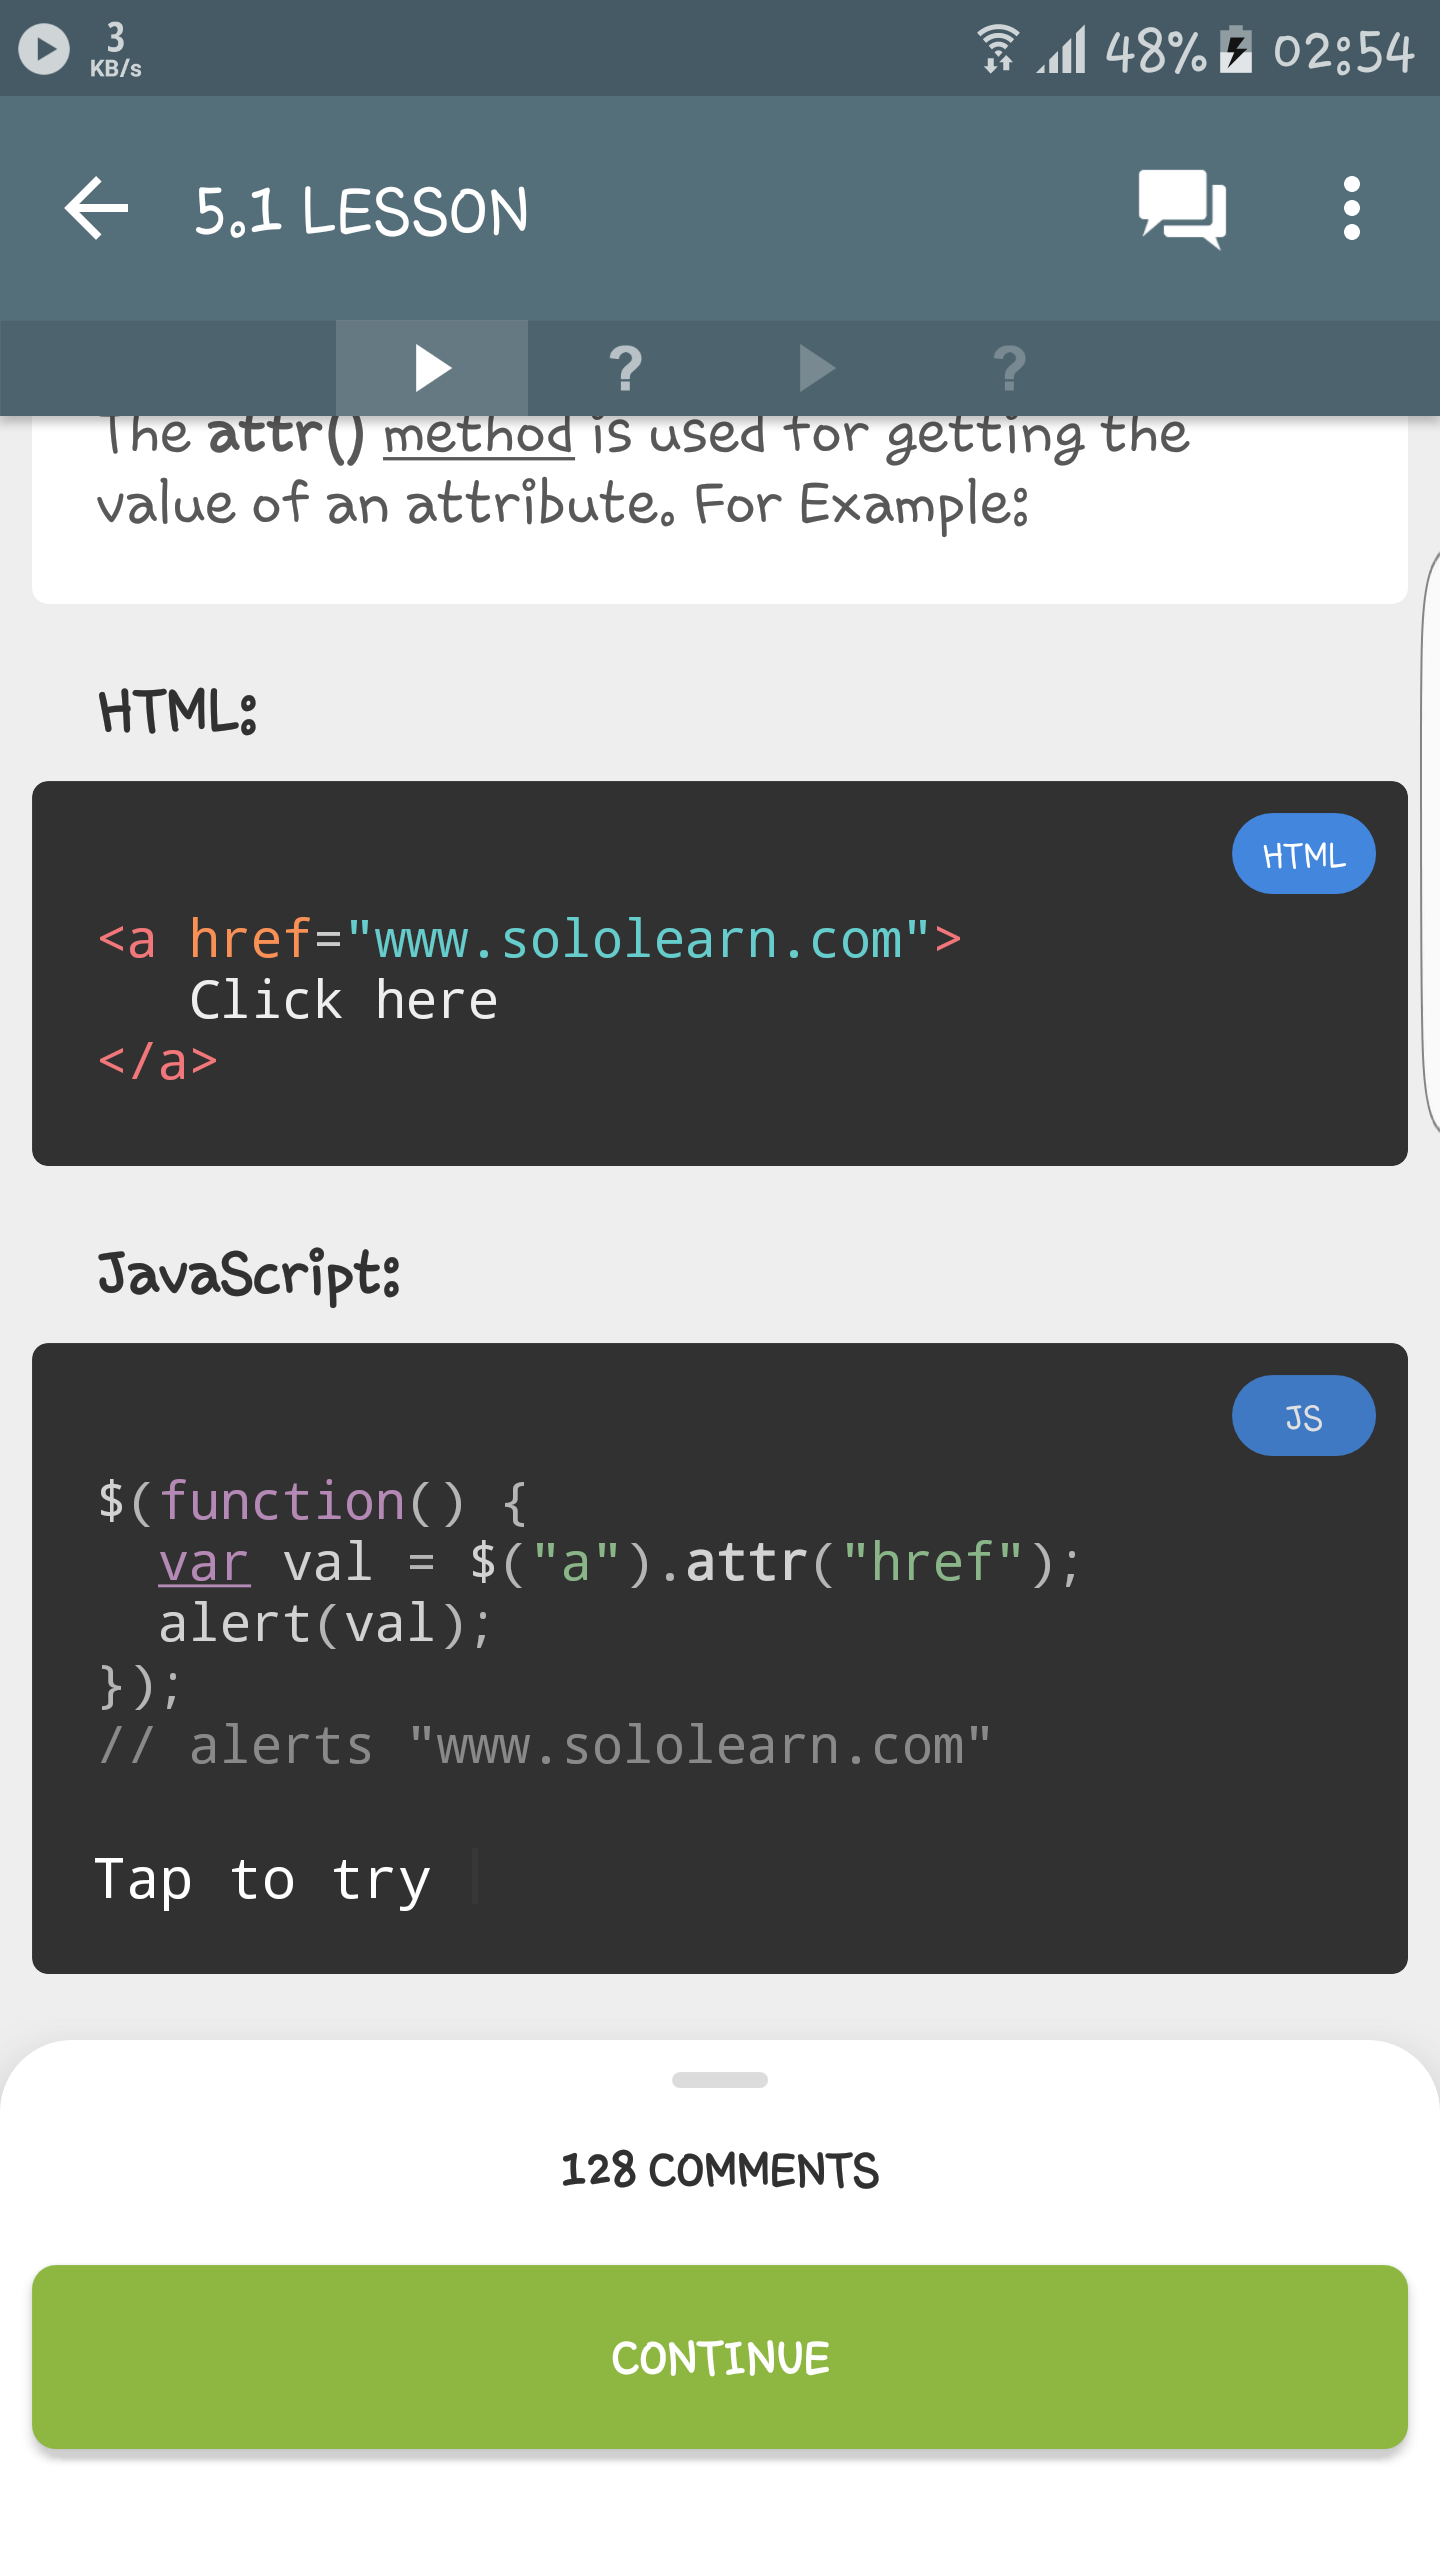 3
KB/s
48%
02:54
5.1 LESSON
?
?
The attr() method is used for getting the
value of an attribute. For Example:
HTML:
HTML
<a href="www.sololearn.com">
   Click here
</a>
JavaScript:
JS
$(function() {
  var val = $("a").attr("href");
  alert(val);
});
// alerts "www.sololearn.com"
Tap to try
128 COMMENTS
CONTINUE